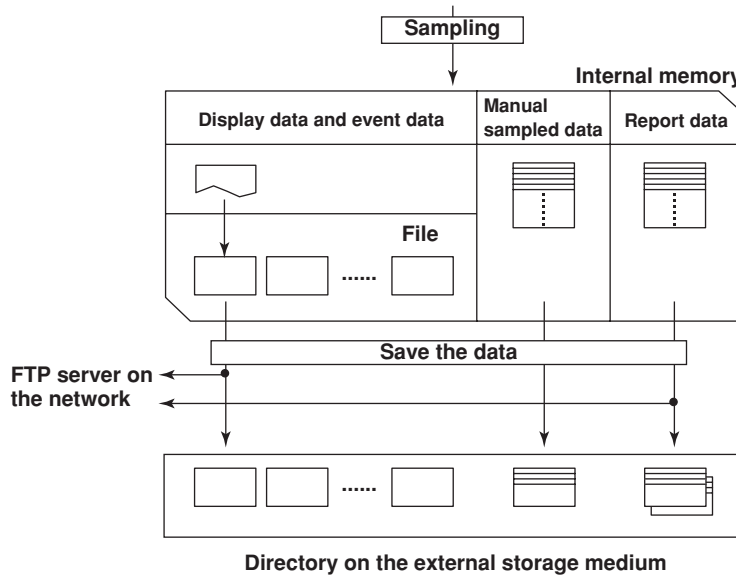 Sampling
Internal memory
Display data and event data
Manual
sampled data
Report data
File
......
Save the data
FTP server on
the network
......
Directory on the external storage medium